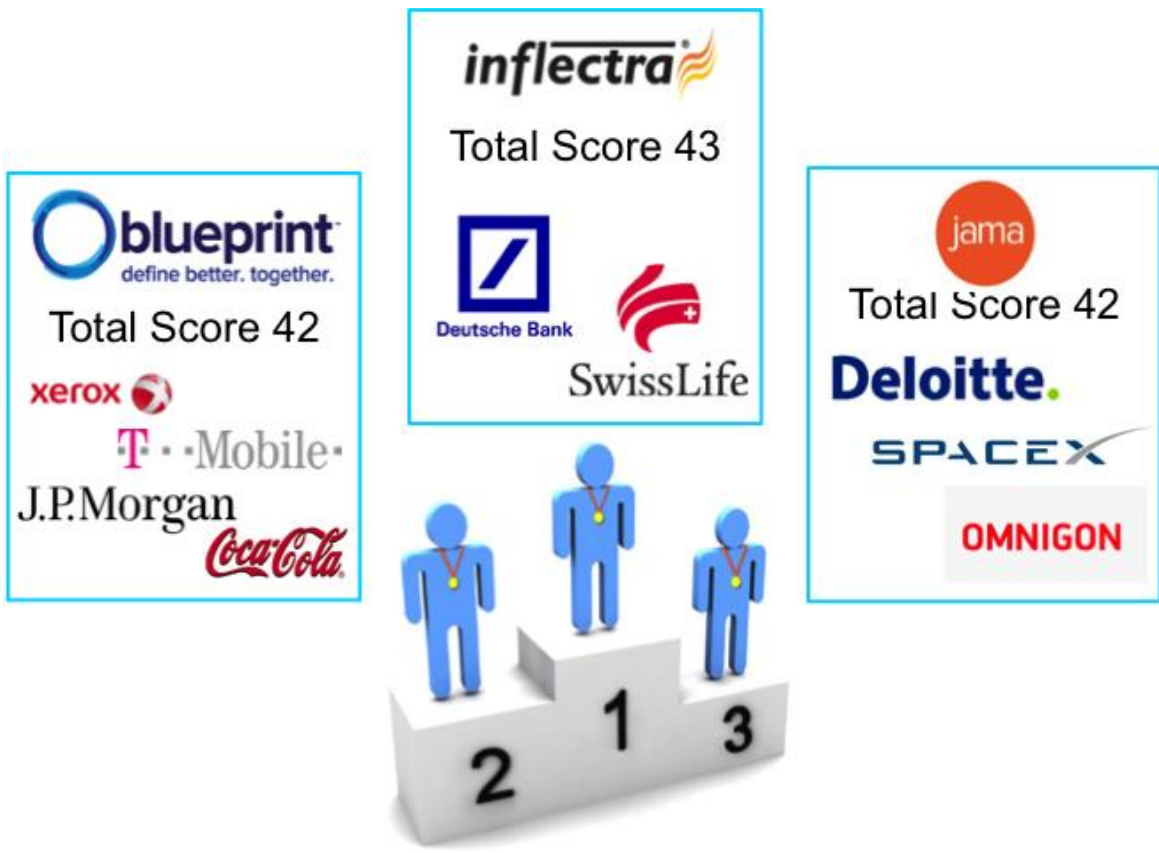 inflectra®
Total Score 43
Deutsche Bank
SwissLife
blueprint™
define better. together.
Total Score 42
xerox
T··Mobile·
J.P.Morgan
Coca-Cola®
jama
Total Score 42
Deloitte.
SPACEX
OMNIGON
1
2
3